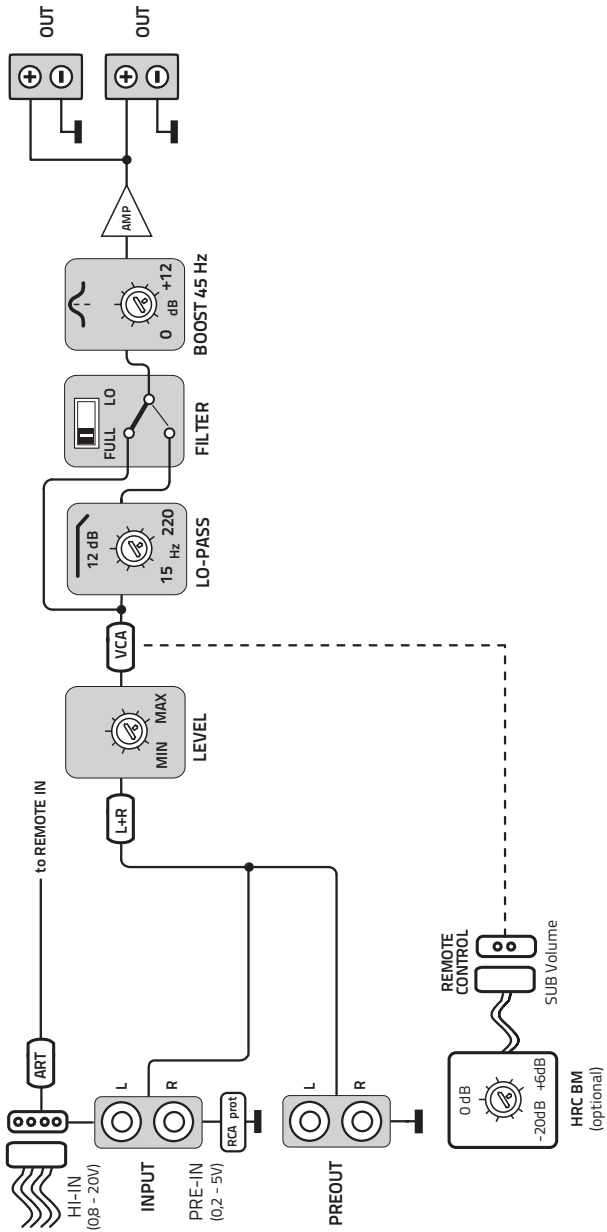 HI-IN
(0,8 - 20V)
ART
to REMOTE IN
INPUT
L
R
PRE-IN
(0,2 - 5V)
RCA prot
PREOUT
L
R
L+R
MIN MAX
LEVEL
VCA
12 dB
15 Hz 220
LO-PASS
FULL LO
FILTER
0 dB +12
BOOST 45 Hz
AMP
+
−
OUT
+
−
OUT
0 dB
-20dB +6dB
HRC BM
(optional)
REMOTE
CONTROL
SUB Volume